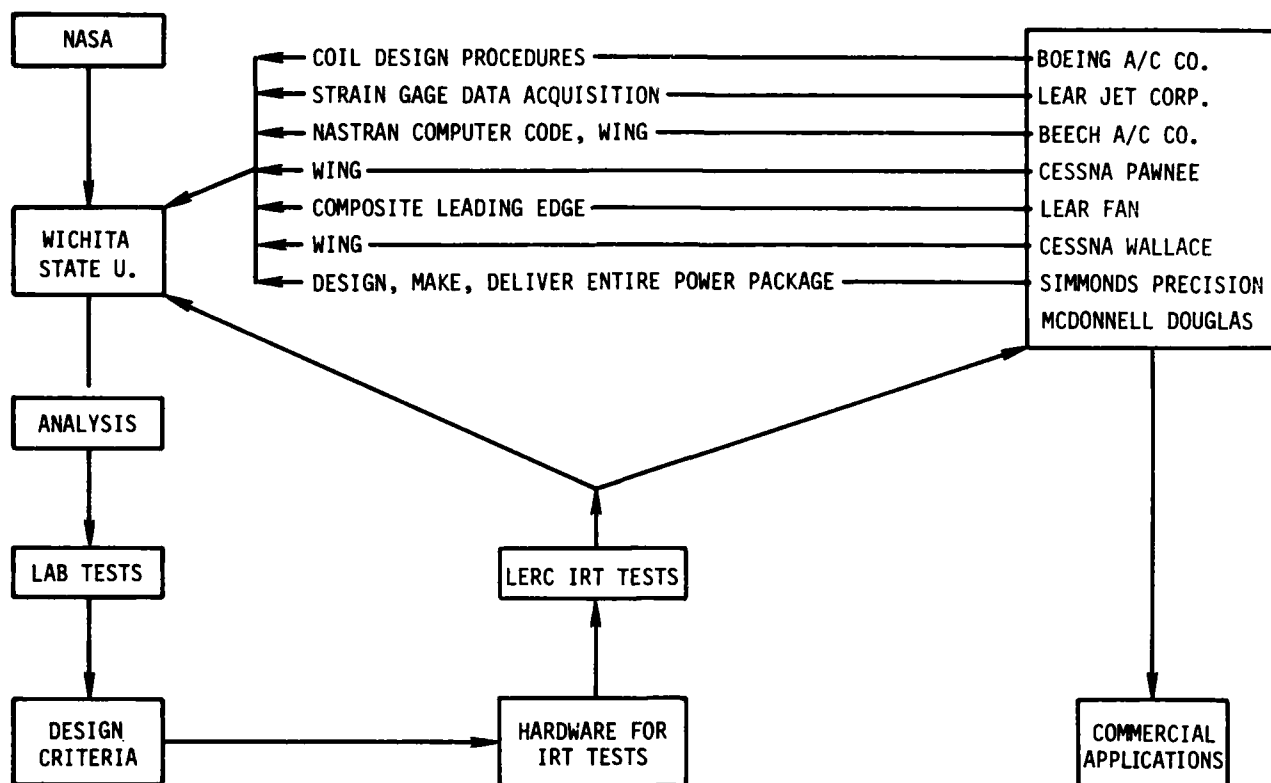 NASA
COIL DESIGN PROCEDURES
BOEING A/C CO.
STRAIN GAGE DATA ACQUISITION
LEAR JET CORP.
NASTRAN COMPUTER CODE, WING
BEECH A/C CO.
WING
CESSNA PAWNEE
COMPOSITE LEADING EDGE
LEAR FAN
WING
CESSNA WALLACE
DESIGN, MAKE, DELIVER ENTIRE POWER PACKAGE
SIMMONDS PRECISION
MCDONNELL DOUGLAS
WICHITA
STATE U.
ANALYSIS
LAB TESTS
LERC IRT TESTS
DESIGN
CRITERIA
HARDWARE FOR
IRT TESTS
COMMERCIAL
APPLICATIONS